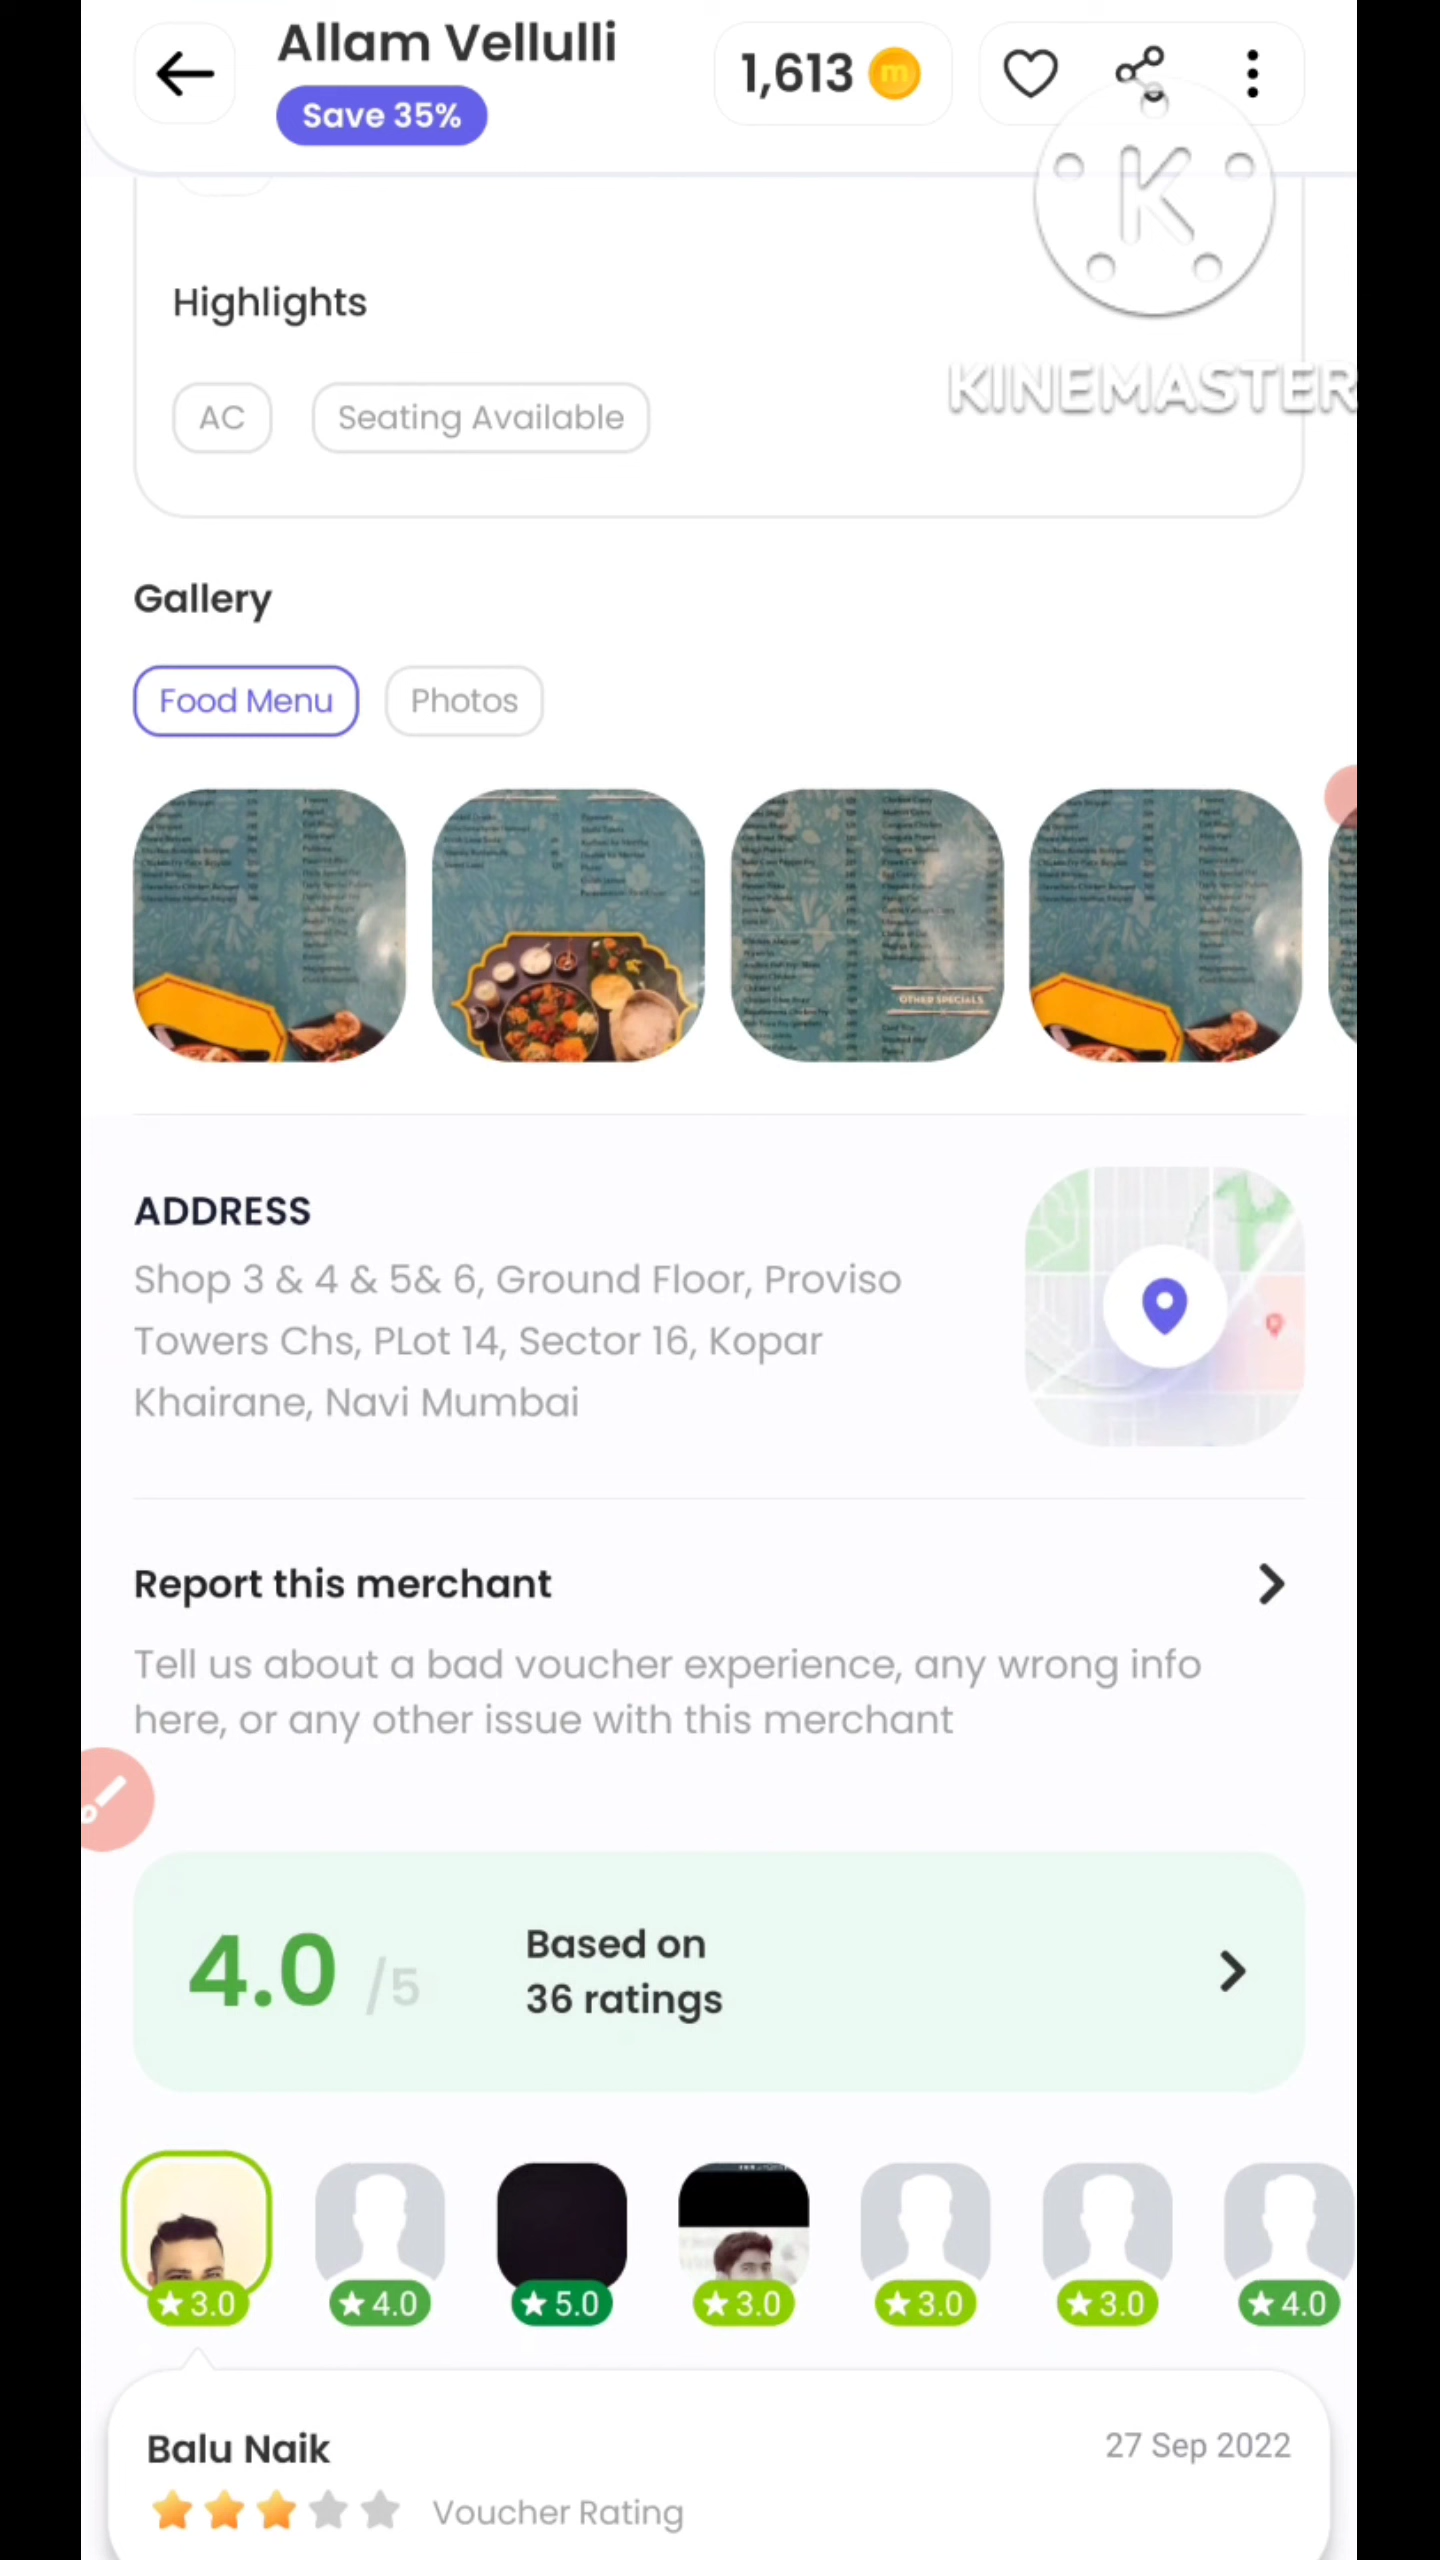 Allam Vellulli
Save 35%
1,613 m
K
KINEMASTER
Highlights
AC
Seating Available
Gallery
Food Menu
Photos
OTHER SPECIALS
ADDRESS
Shop 3 & 4 & 5& 6, Ground Floor, Proviso
Towers Chs, PLot 14, Sector 16, Kopar
Khairane, Navi Mumbai
Report this merchant
Tell us about a bad voucher experience, any wrong info
here, or any other issue with this merchant
4.0 /5
Based on
36 ratings
3.0
4.0
5.0
3.0
3.0
3.0
4.0
Balu Naik
27 Sep 2022
Voucher Rating